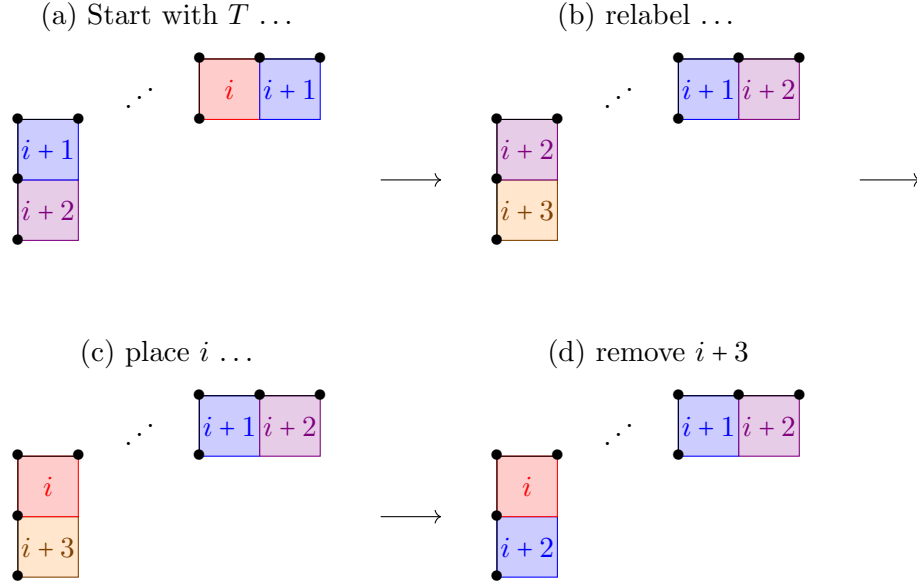 (a) Start with T …
(b) relabel …
⋰ i i + 1
⋰ i + 1 i + 2
i + 1
i + 2
i + 2
i + 3
(c) place i …
(d) remove i + 3
⋰ i + 1 i + 2
⋰ i + 1 i + 2
i
i
i + 3
i + 2